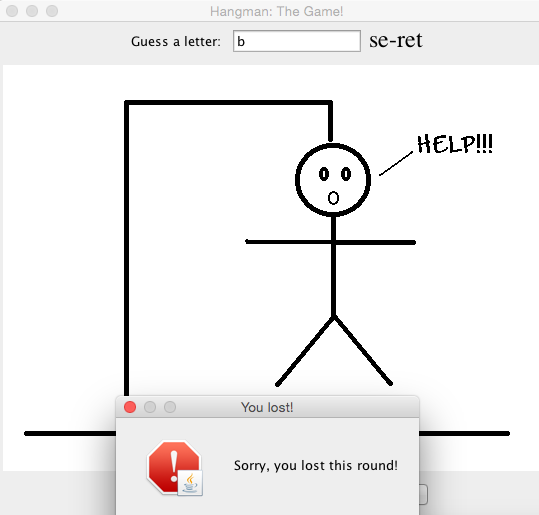 Hangman: The Game!
Guess a letter: b se-ret
HELP!!!
You lost!
Sorry, you lost this round!